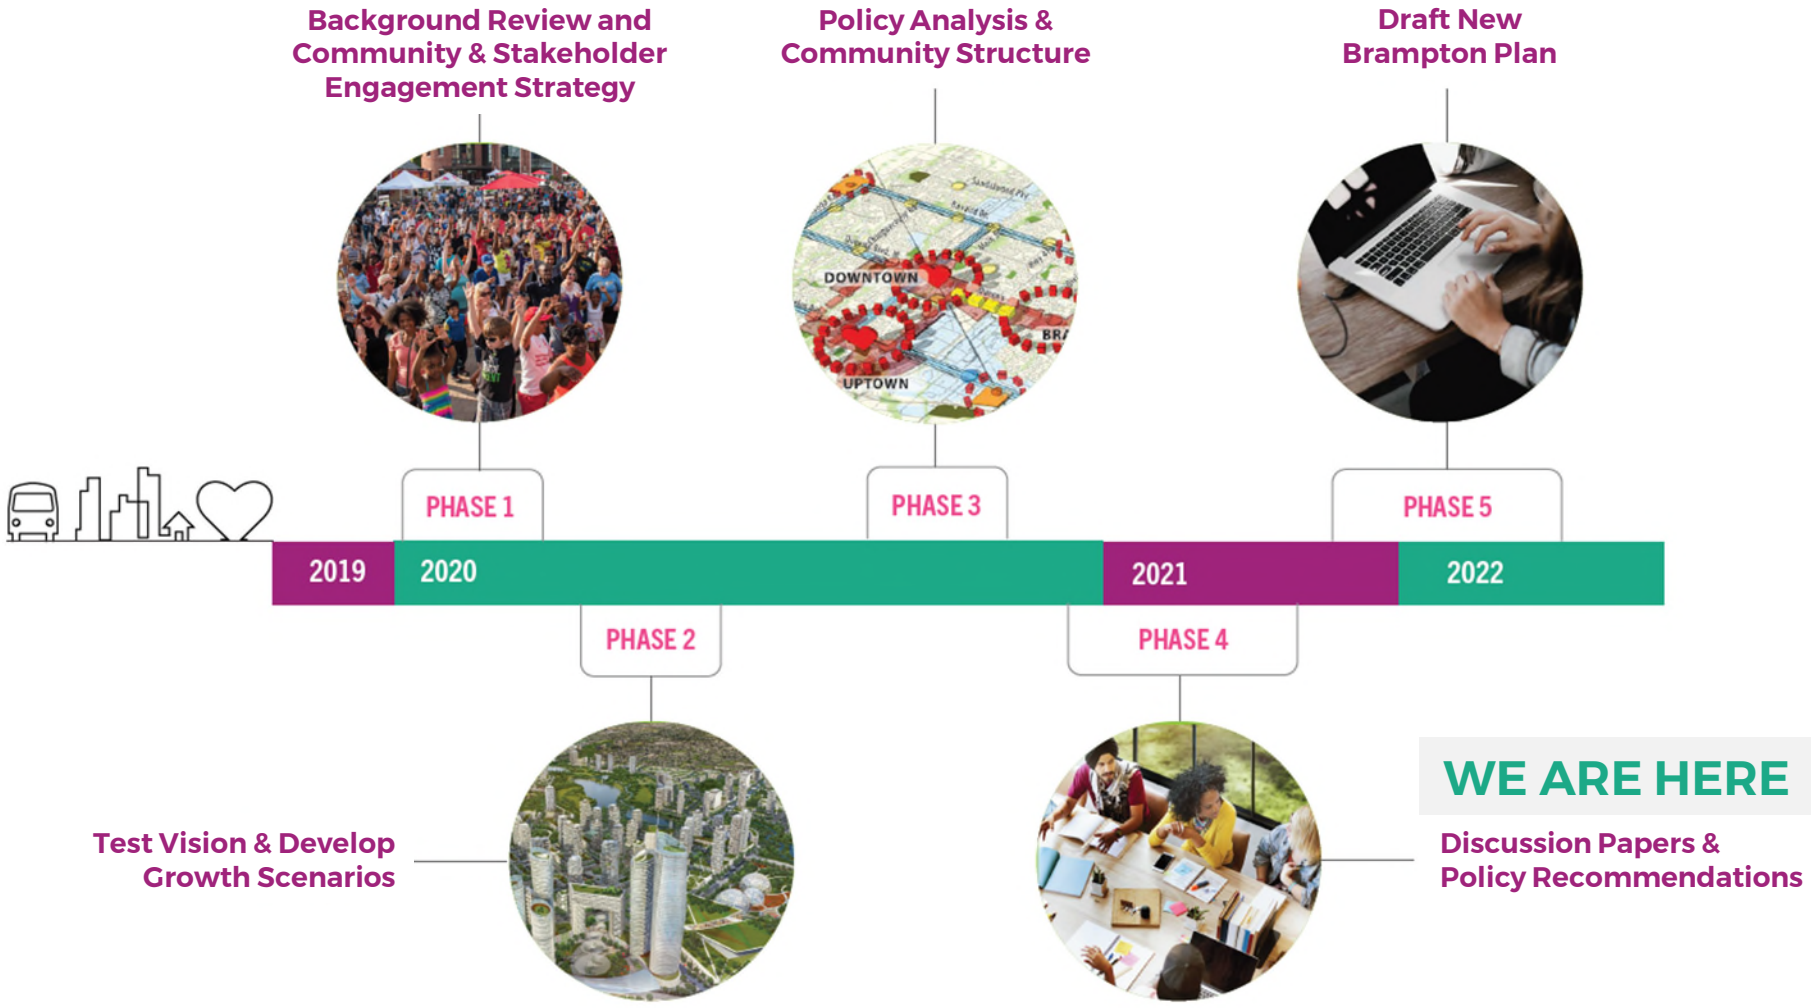 Background Review and
Community & Stakeholder
Engagement Strategy
Policy Analysis &
Community Structure
Draft New
Brampton Plan
DOWNTOWN
UPTOWN
BRA
PHASE 1
PHASE 3
PHASE 5
2019
2020
2021
2022
PHASE 2
PHASE 4
Test Vision & Develop
Growth Scenarios
WE ARE HERE
Discussion Papers &
Policy Recommendations